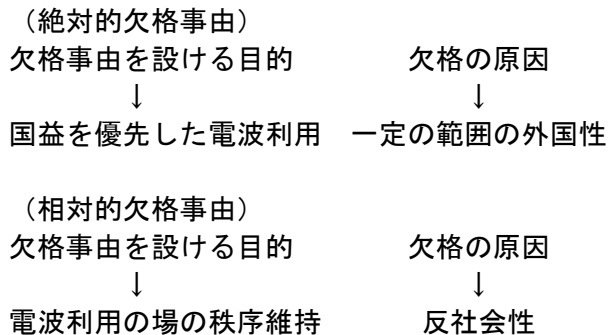 （絶対的欠格事由）
欠格事由を設ける目的　　　欠格の原因
↓　　　↓
国益を優先した電波利用　一定の範囲の外国性
（相対的欠格事由）
欠格事由を設ける目的　　　欠格の原因
↓　　　↓
電波利用の場の秩序維持　　　反社会性